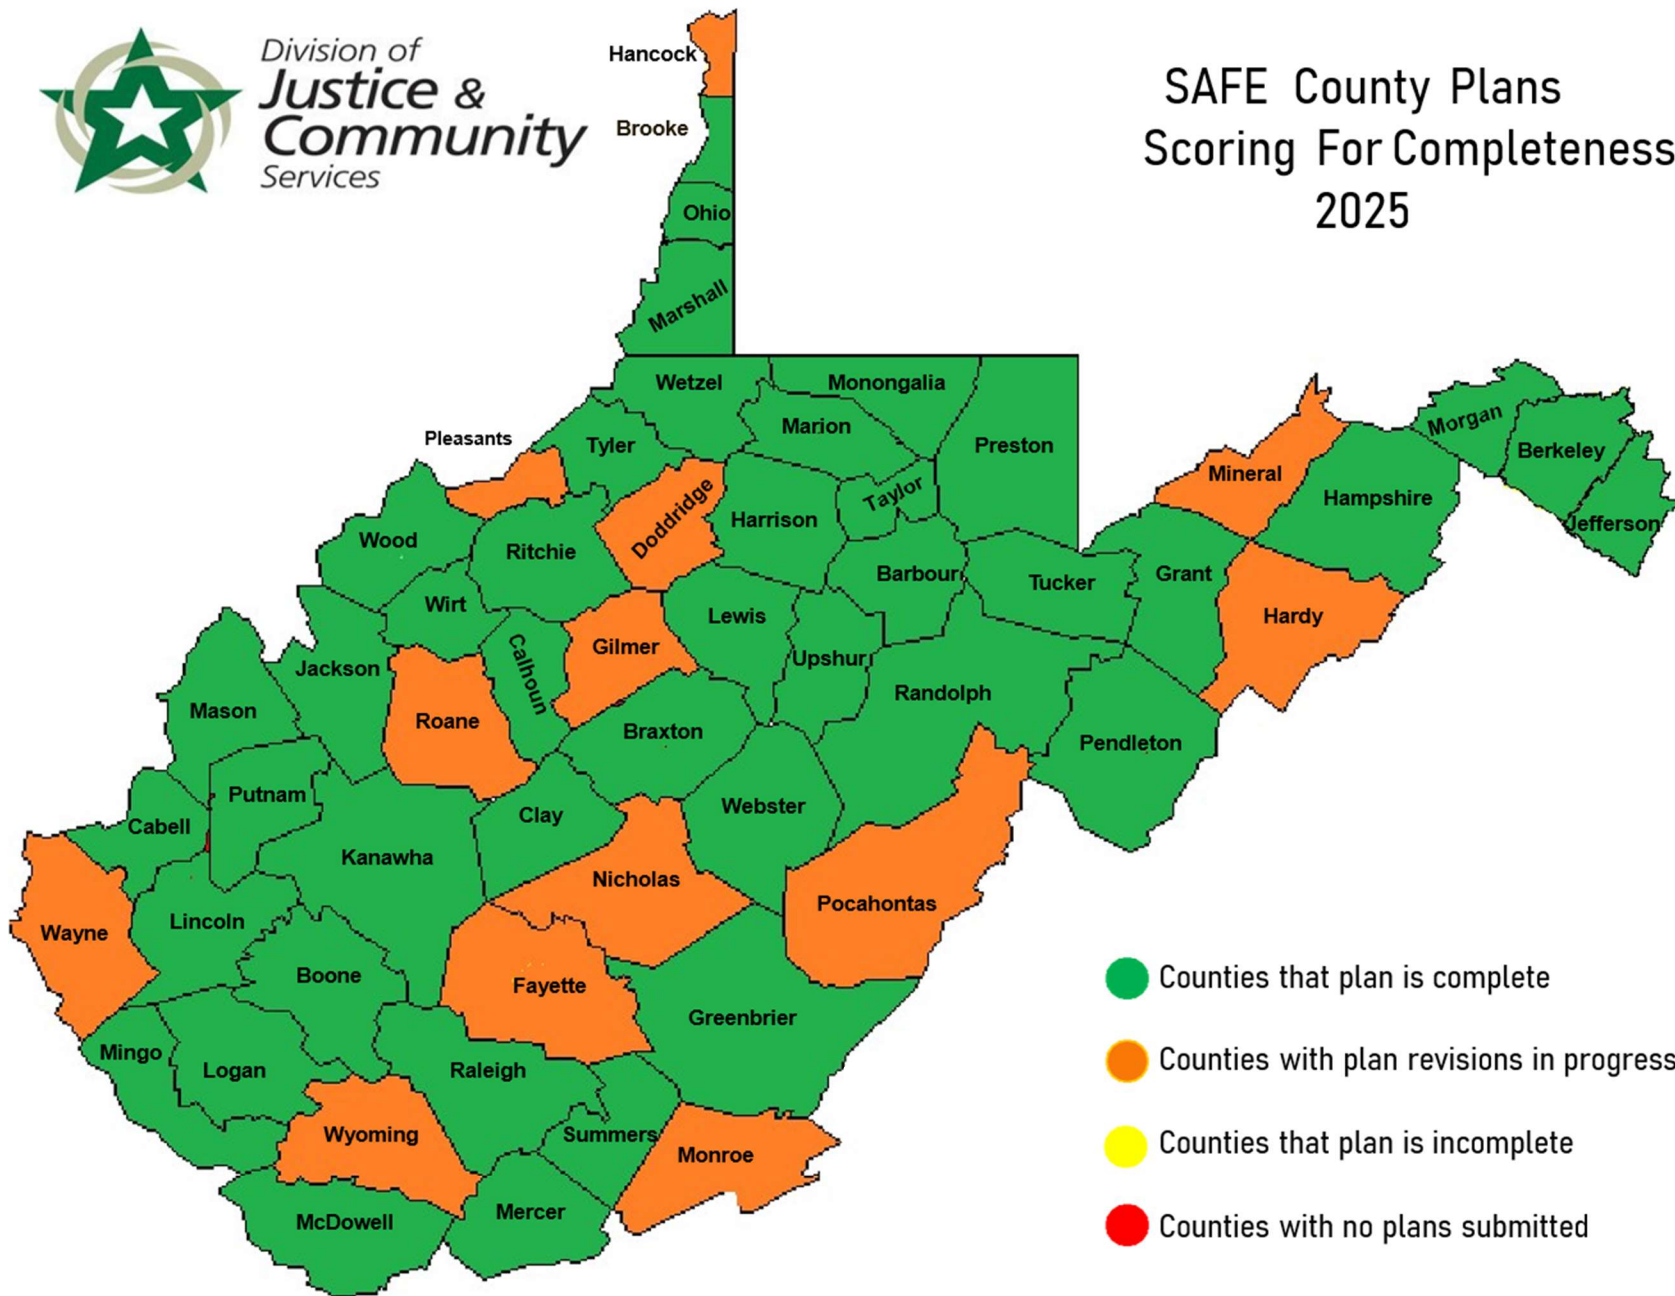 Division of
Justice &
Community
Services
SAFE County Plans
Scoring For Completeness
2025
Hancock
Brooke
Ohio
Marshall
Wetzel
Monongalia
Marion
Preston
Pleasants
Tyler
Doddridge
Harrison
Taylor
Mineral
Morgan
Berkeley
Hampshire
Jefferson
Wood
Ritchie
Barbour
Tucker
Grant
Hardy
Wirt
Calhoun
Gilmer
Lewis
Upshur
Randolph
Jackson
Mason
Roane
Braxton
Pendleton
Putnam
Cabell
Kanawha
Clay
Webster
Nicholas
Pocahontas
Wayne
Lincoln
Boone
Fayette
Greenbrier
Mingo
Logan
Raleigh
Wyoming
Summers
Monroe
McDowell
Mercer
Counties that plan is complete
Counties with plan revisions in progress
Counties that plan is incomplete
Counties with no plans submitted